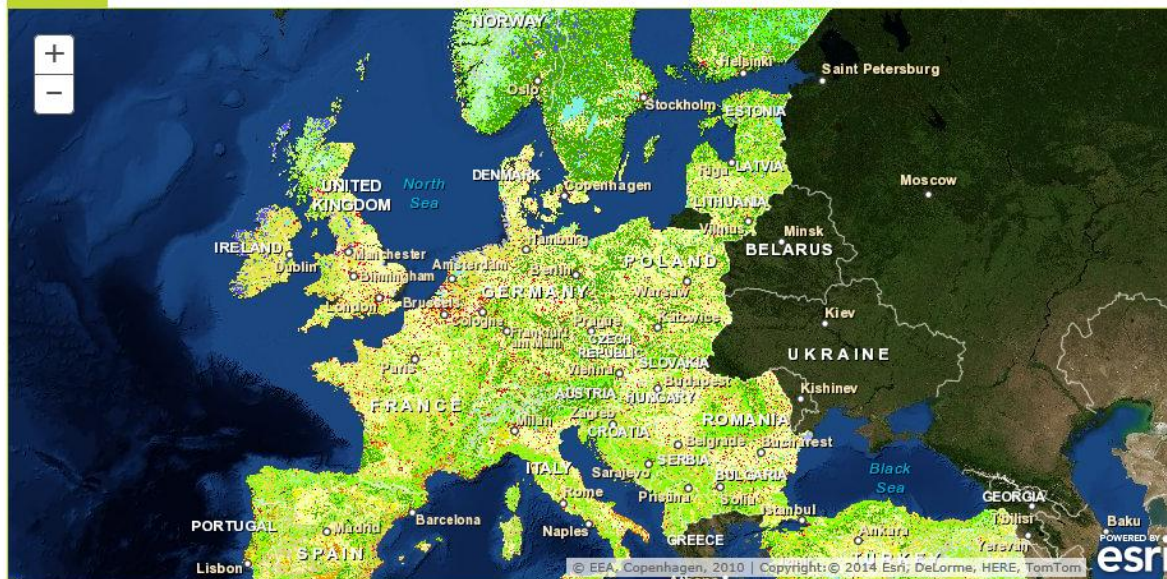 +
−
NORWAY
Oslo
Helsinki
Saint Petersburg
Stockholm
ESTONIA
Riga
LATVIA
Moscow
UNITED
KINGDOM
North
Sea
DENMARK
Copenhagen
LITHUANIA
Vilnius
Minsk
BELARUS
IRELAND
Dublin
Manchester
Birmingham
London
Amsterdam
Hamburg
Berlin
POLAND
Warsaw
Brussels
GERMANY
Cologne
Frankfurt
am Main
Prague
CZECH
REPUBLIC
Katowice
Kiev
UKRAINE
Paris
SLOVAKIA
Vienna
Budapest
AUSTRIA
HUNGARY
Kishinev
FRANCE
Milan
Zagreb
CROATIA
ROMANIA
Belgrade
Bucharest
ITALY
Sarajevo
SERBIA
BULGARIA
Black
Sea
Rome
Pristina
Sofia
Istanbul
GEORGIA
Tbilisi
Baku
PORTUGAL
Madrid
Barcelona
Naples
SPAIN
Lisbon
GREECE
Ankara
TURKEY
Yerevan
POWERED BY
esri
© EEA, Copenhagen, 2010 | Copyright:© 2014 Esri, DeLorme, HERE, TomTom